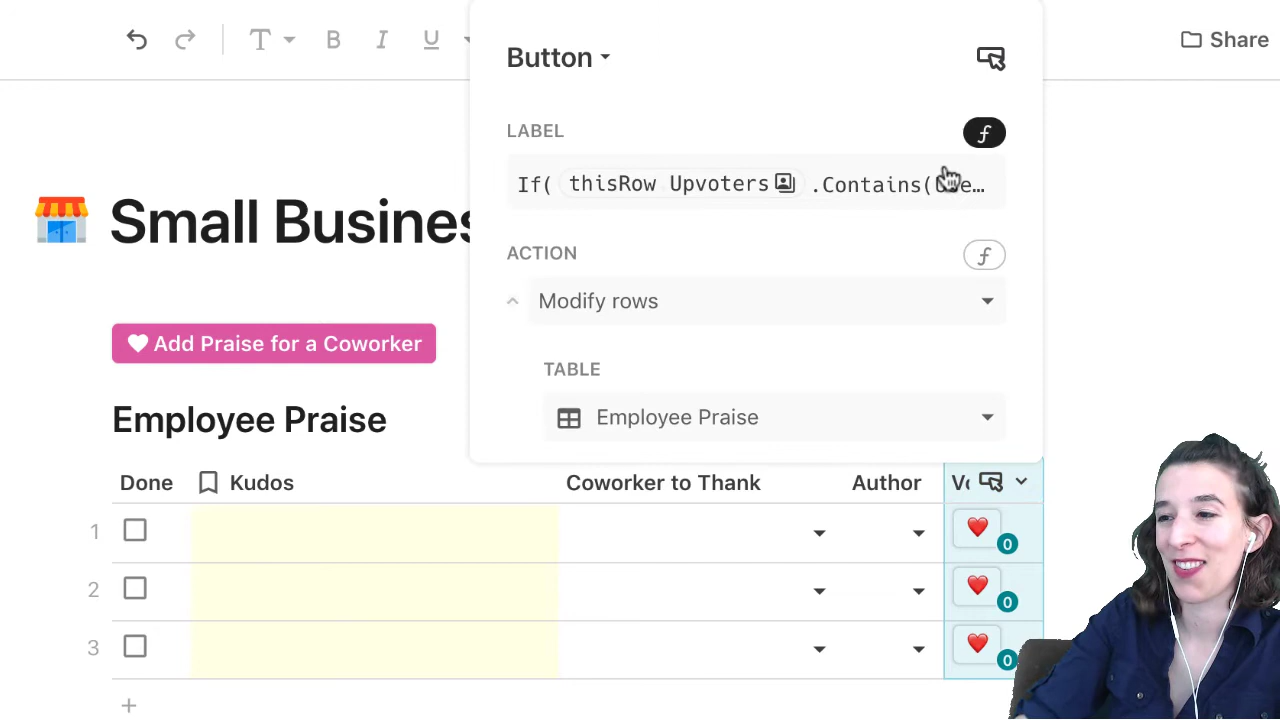 T B I U
Share
Button
LABEL
f
If( thisRow Upvoters .Contains(
ACTION
f
Modify rows
TABLE
Employee Praise
Small Busines
Add Praise for a Coworker
Employee Praise
Done Kudos Coworker to Thank Author
1 0
2 0
3 0
+